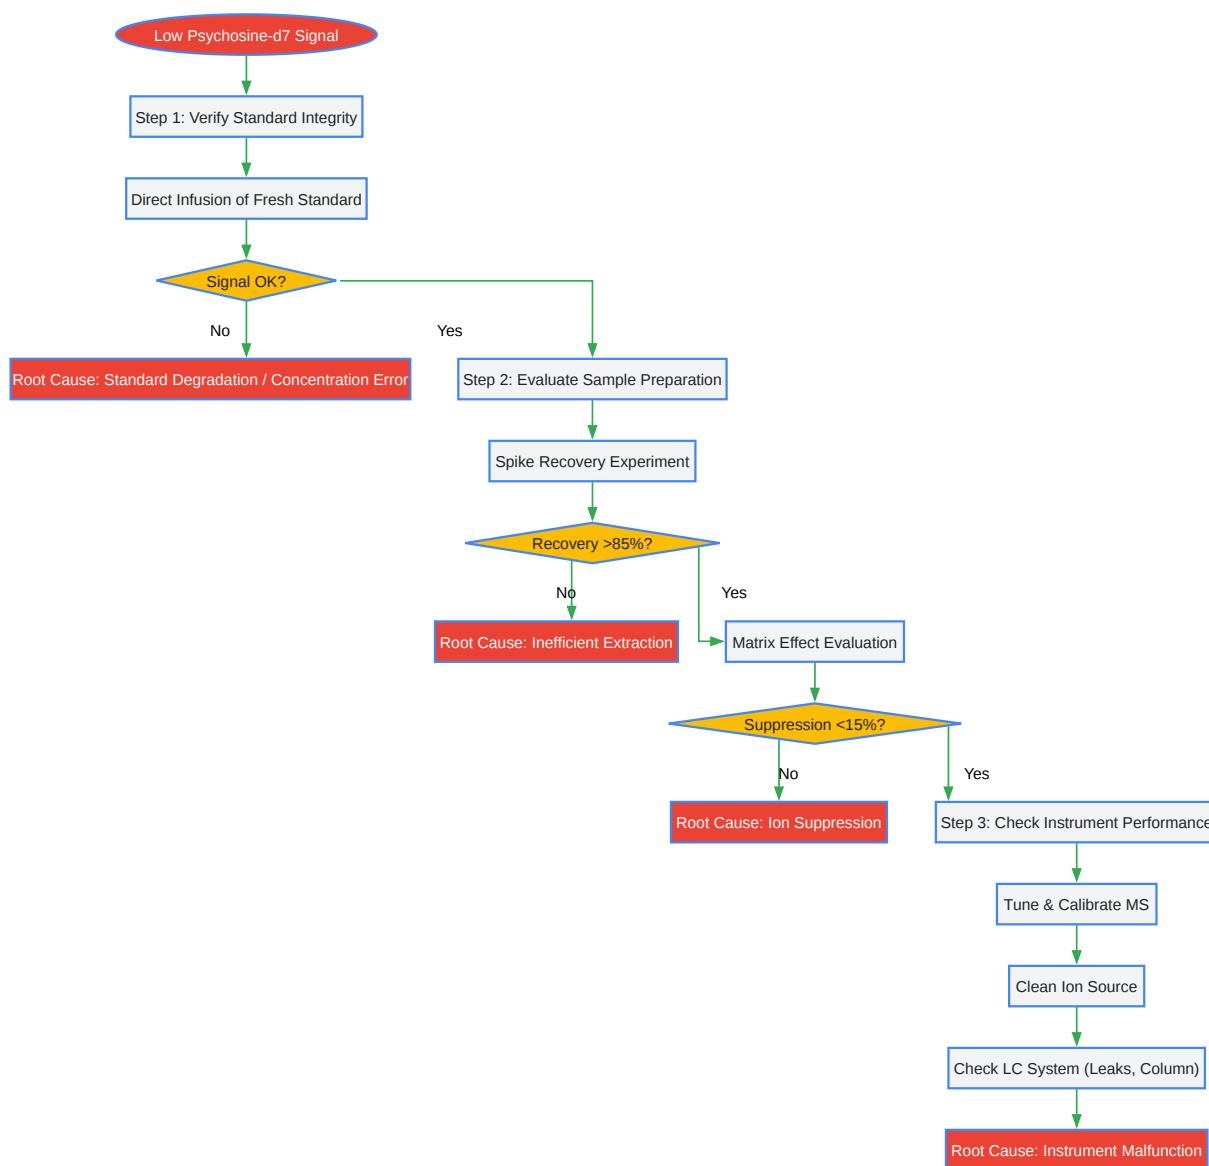 Low Psychosine-d7 Signal
Step 1: Verify Standard Integrity
Direct Infusion of Fresh Standard
Signal OK?
No
Yes
Root Cause: Standard Degradation / Concentration Error
Step 2: Evaluate Sample Preparation
Spike Recovery Experiment
Recovery >85%?
No
Yes
Root Cause: Inefficient Extraction
Matrix Effect Evaluation
Suppression <15%?
No
Yes
Root Cause: Ion Suppression
Step 3: Check Instrument Performance
Tune & Calibrate MS
Clean Ion Source
Check LC System (Leaks, Column)
Root Cause: Instrument Malfunction